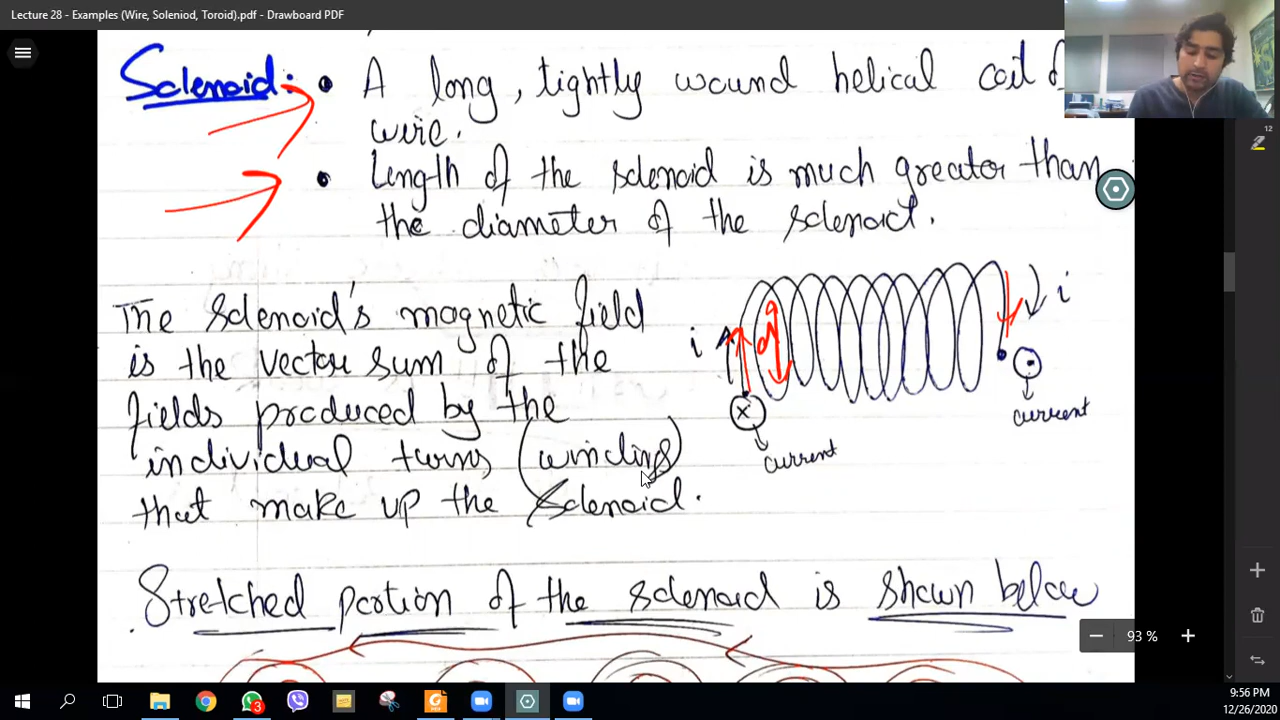 Lecture 28 - Examples (Wire, Soleniod, Toroid).pdf - Drawboard PDF
Solenoid: • A long, tightly wound helical coil
wire.
• Length of the solenoid is much greater than
the diameter of the solenoid.
The solenoid's magnetic field
is the vector sum of the
fields produced by the
individual turns (windings)
that make up the solenoid.
i
i
x
current
current
Stretched portion of the solenoid is shown below
12
93 %
3
9:56 PM
12/26/2020